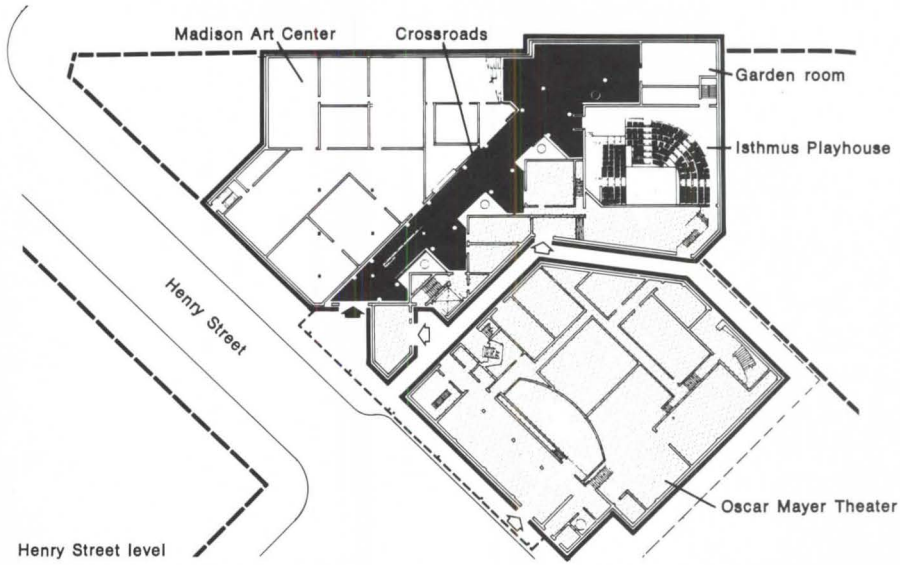 Madison Art Center
Crossroads
Garden room
Isthmus Playhouse
Henry Street
Oscar Mayer Theater
Henry Street level